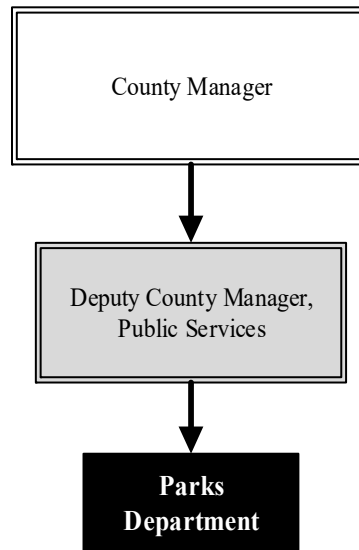 County Manager
Deputy County Manager,
Public Services
Parks
Department